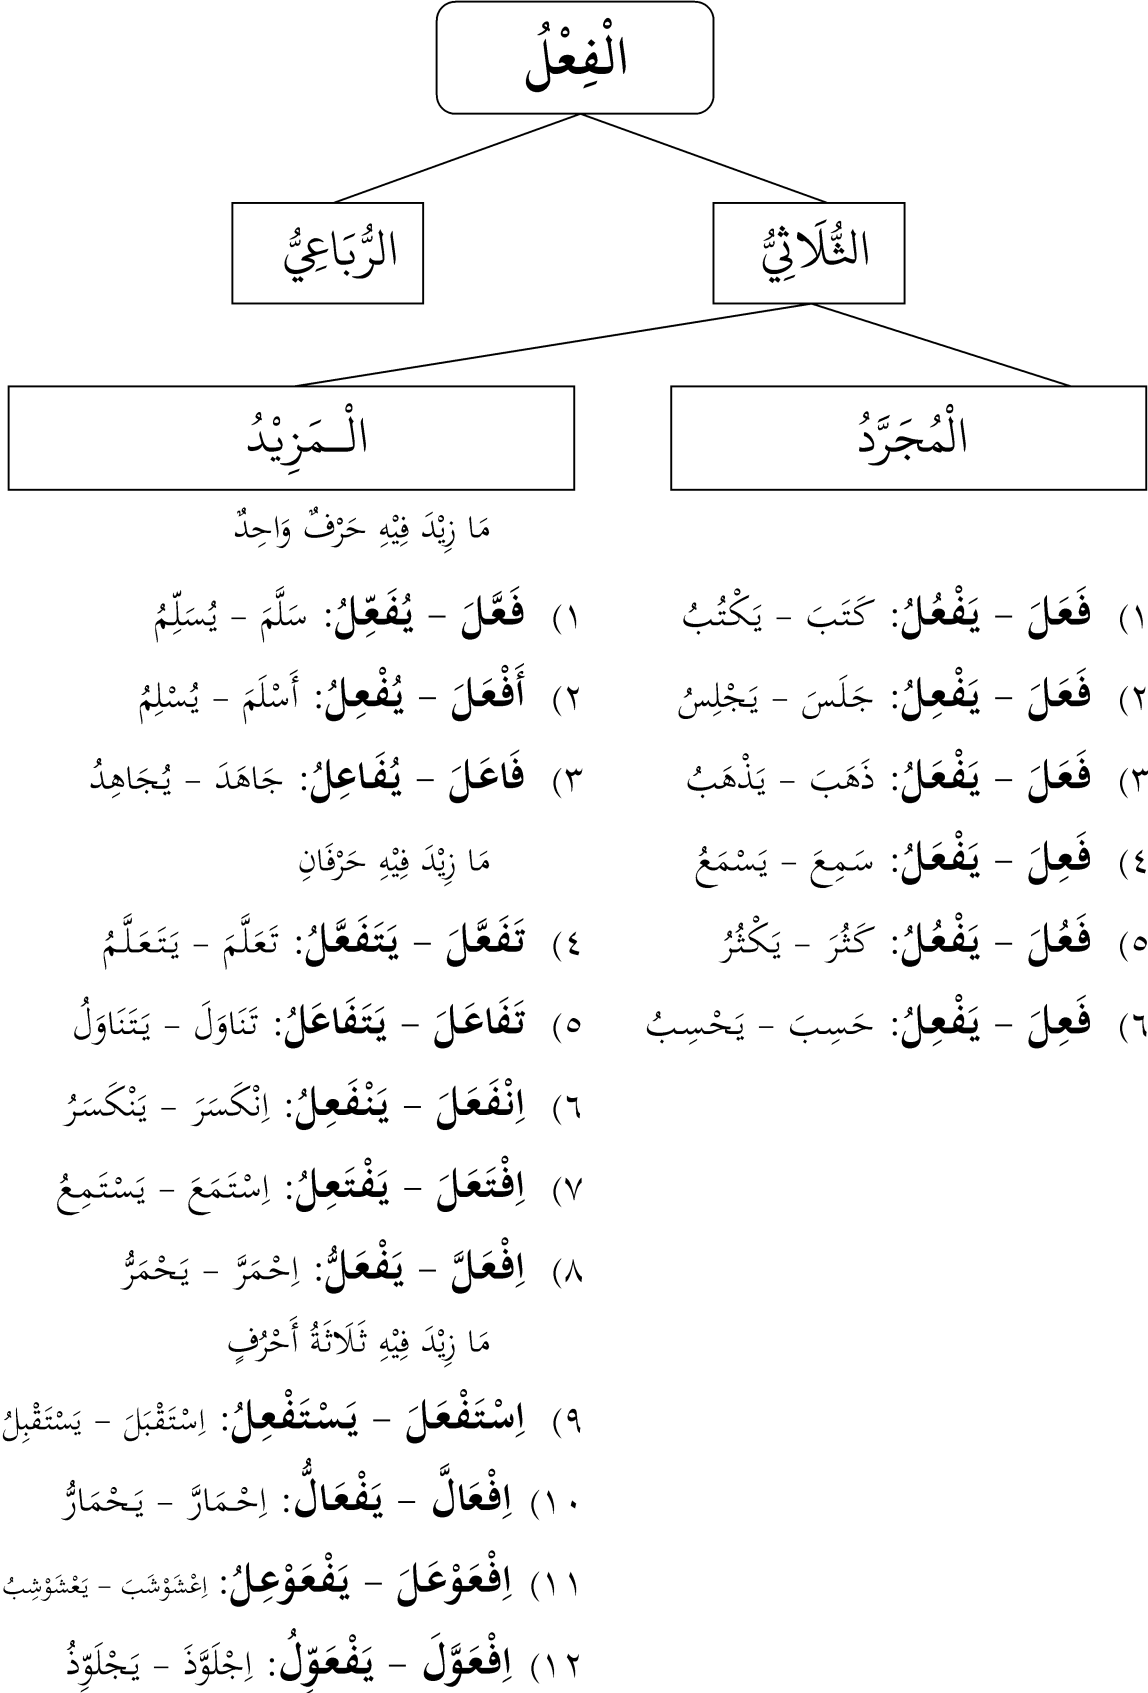 الْفِعْلُ
الثُّلَاثِيُّ
الرُّبَاعِيُّ
الْمُجَرَّدُ
١) فَعَلَ – يَفْعُلُ: كَتَبَ – يَكْتُبُ
٢) فَعَلَ – يَفْعِلُ: جَلَسَ – يَجْلِسُ
٣) فَعَلَ – يَفْعَلُ: ذَهَبَ – يَذْهَبُ
٤) فَعِلَ – يَفْعَلُ: سَمِعَ – يَسْمَعُ
٥) فَعُلَ – يَفْعُلُ: كَثُرَ – يَكْثُرُ
٦) فَعِلَ – يَفْعِلُ: حَسِبَ – يَحْسِبُ
الْـمَزِيْدُ
مَا زِيْدَ فِيْهِ حَرْفٌ وَاحِدٌ
١) فَعَّلَ – يُفَعِّلُ: سَلَّمَ – يُسَلِّمُ
٢) أَفْعَلَ – يُفْعِلُ: أَسْلَمَ – يُسْلِمُ
٣) فَاعَلَ – يُفَاعِلُ: جَاهَدَ – يُجَاهِدُ
مَا زِيْدَ فِيْهِ حَرْفَانِ
٤) تَفَعَّلَ – يَتَفَعَّلُ: تَعَلَّمَ – يَتَعَلَّمُ
٥) تَفَاعَلَ – يَتَفَاعَلُ: تَنَاوَلَ – يَتَنَاوَلُ
٦) اِنْفَعَلَ – يَنْفَعِلُ: اِنْكَسَرَ – يَنْكَسَرُ
٧) اِفْتَعَلَ – يَفْتَعِلُ: اِسْتَمَعَ – يَسْتَمِعُ
٨) اِفْعَلَّ – يَفْعَلُّ: اِحْمَرَّ – يَحْمَرُّ
مَا زِيْدَ فِيْهِ ثَلَاثَةُ أَحْرُفٍ
٩) اِسْتَفْعَلَ – يَسْتَفْعِلُ: اِسْتَقْبَلَ – يَسْتَقْبِلُ
١٠) اِفْعَالَّ – يَفْعَالُّ: اِحْمَارَّ – يَحْمَارُّ
١١) اِفْعَوْعَلَ – يَفْعَوْعِلُ: اِعْشَوْشَبَ – يَعْشَوْشِبُ
١٢) اِفْعَوَّلَ – يَفْعَوِّلُ: اِجْلَوَّذَ – يَجْلَوِّذُ